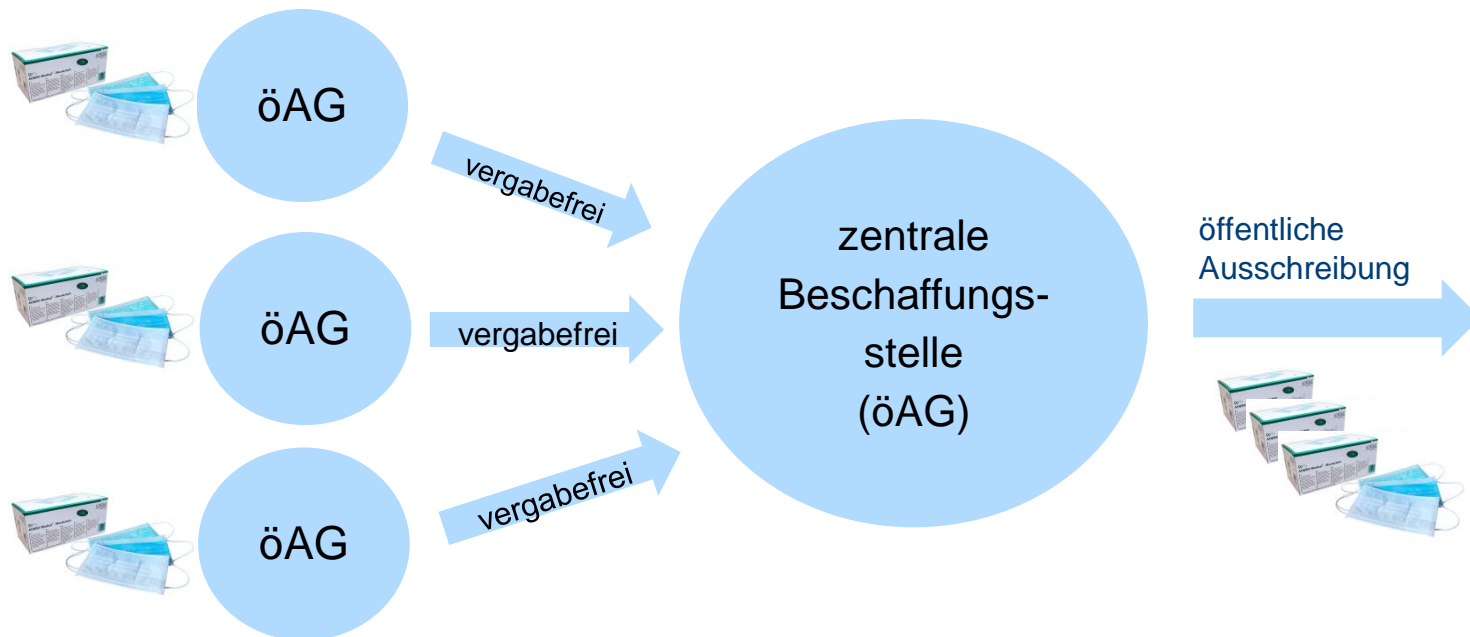 öAG
vergabefrei
öAG
vergabefrei
öAG
vergabefrei
zentrale
Beschaffungs-
stelle
(öAG)
öffentliche
Ausschreibung